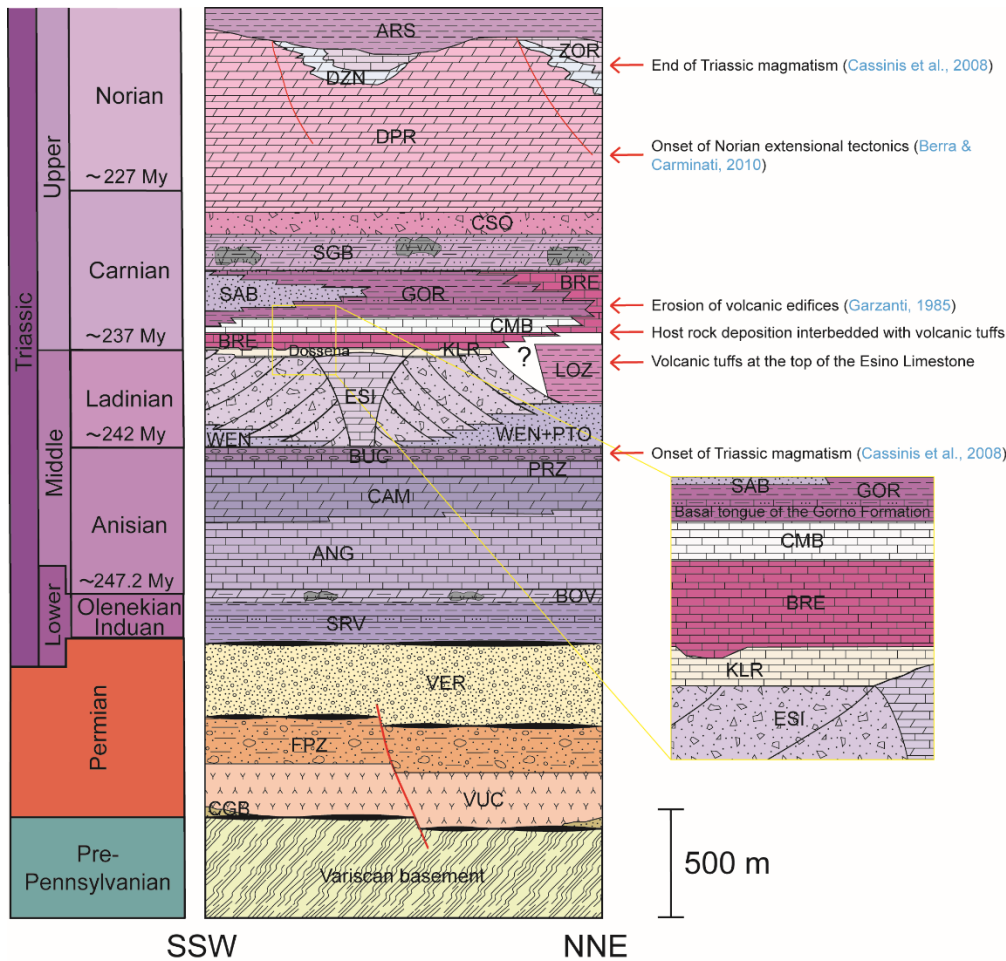 Triassic
Upper
Middle
Lower
Norian
~227 My
Carnian
~237 My
Ladinian
~242 My
Anisian
~247.2 My
Olenekian
Induan
Permian
Pre-
Pennsylvanian
ARS
ZOR
DZN
DPR
CSO
SGB
BRE
SAB
GOR
CMB
BRE
Dossena
KLR
?
LOZ
ESI
WEN
WEN+PTO
BUC
PRZ
CAM
ANG
BOV
SRV
VER
FPZ
VUC
CGB
Variscan basement
End of Triassic magmatism (Cassinis et al., 2008)
Onset of Norian extensional tectonics (Berra &
Carminati, 2010)
Erosion of volcanic edifices (Garzanti, 1985)
Host rock deposition interbedded with volcanic tuffs
Volcanic tuffs at the top of the Esino Limestone
Onset of Triassic magmatism (Cassinis et al., 2008)
SAB
GOR
Basal tongue of the Gorno Formation
CMB
BRE
KLR
ESI
500 m
SSW
NNE